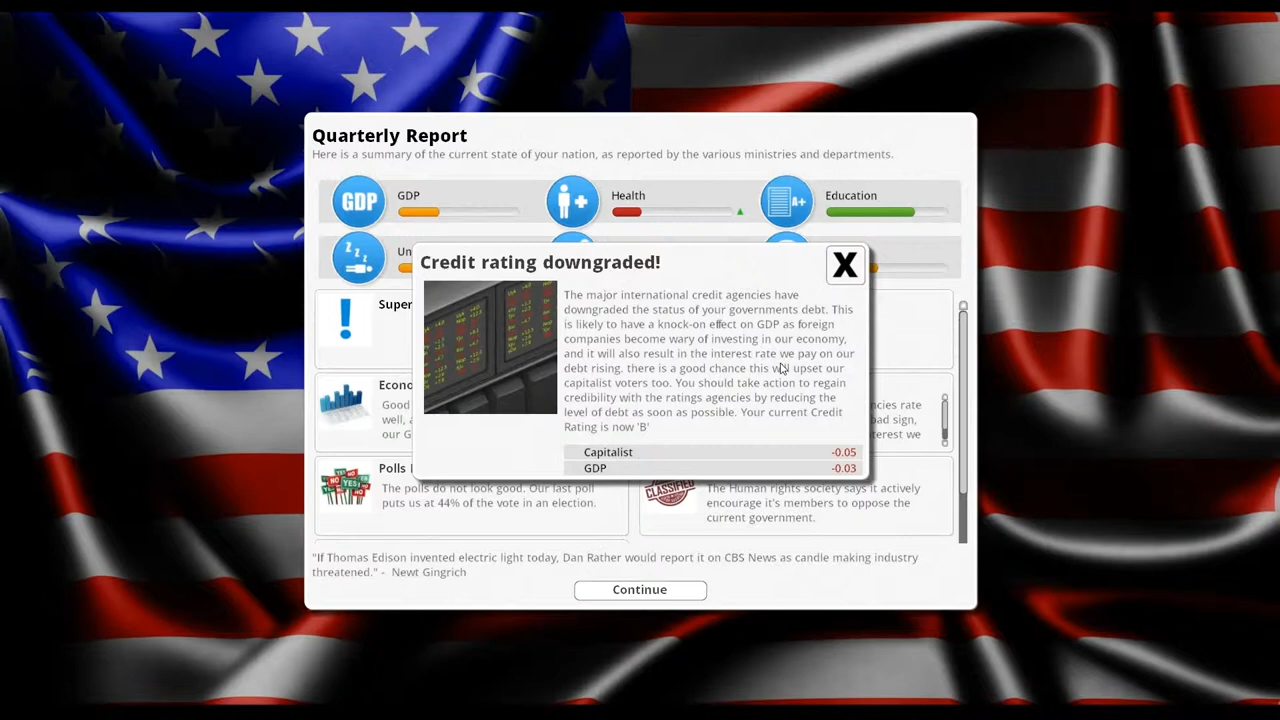 Quarterly Report
Here is a summary of the current state of your nation, as reported by the various ministries and departments.
GDP
GDP
Health
A+
Education
Z Z Z
Un
Credit rating downgraded!
X
The major international credit agencies have
downgraded the status of your governments debt. This
is likely to have a knock-on effect on GDP as foreign
companies become wary of investing in our economy,
and it will also result in the interest rate we pay on our
debt rising. there is a good chance this will upset our
capitalist voters too. You should take action to regain
credibility with the ratings agencies by reducing the
level of debt as soon as possible. Your current Credit
Rating is now 'B'
Capitalist -0.05
GDP -0.03
Super
Econo
Good
well, a
our G
ncies rate
bad sign,
terest we
YES
NO
YES!
NO
Polls
The polls do not look good. Our last poll
puts us at 44% of the vote in an election.
CLASSIFIED
The Human rights society says it actively
encourage it's members to oppose the
current government.
"If Thomas Edison invented electric light today, Dan Rather would report it on CBS News as candle making industry
threatened." - Newt Gingrich
Continue